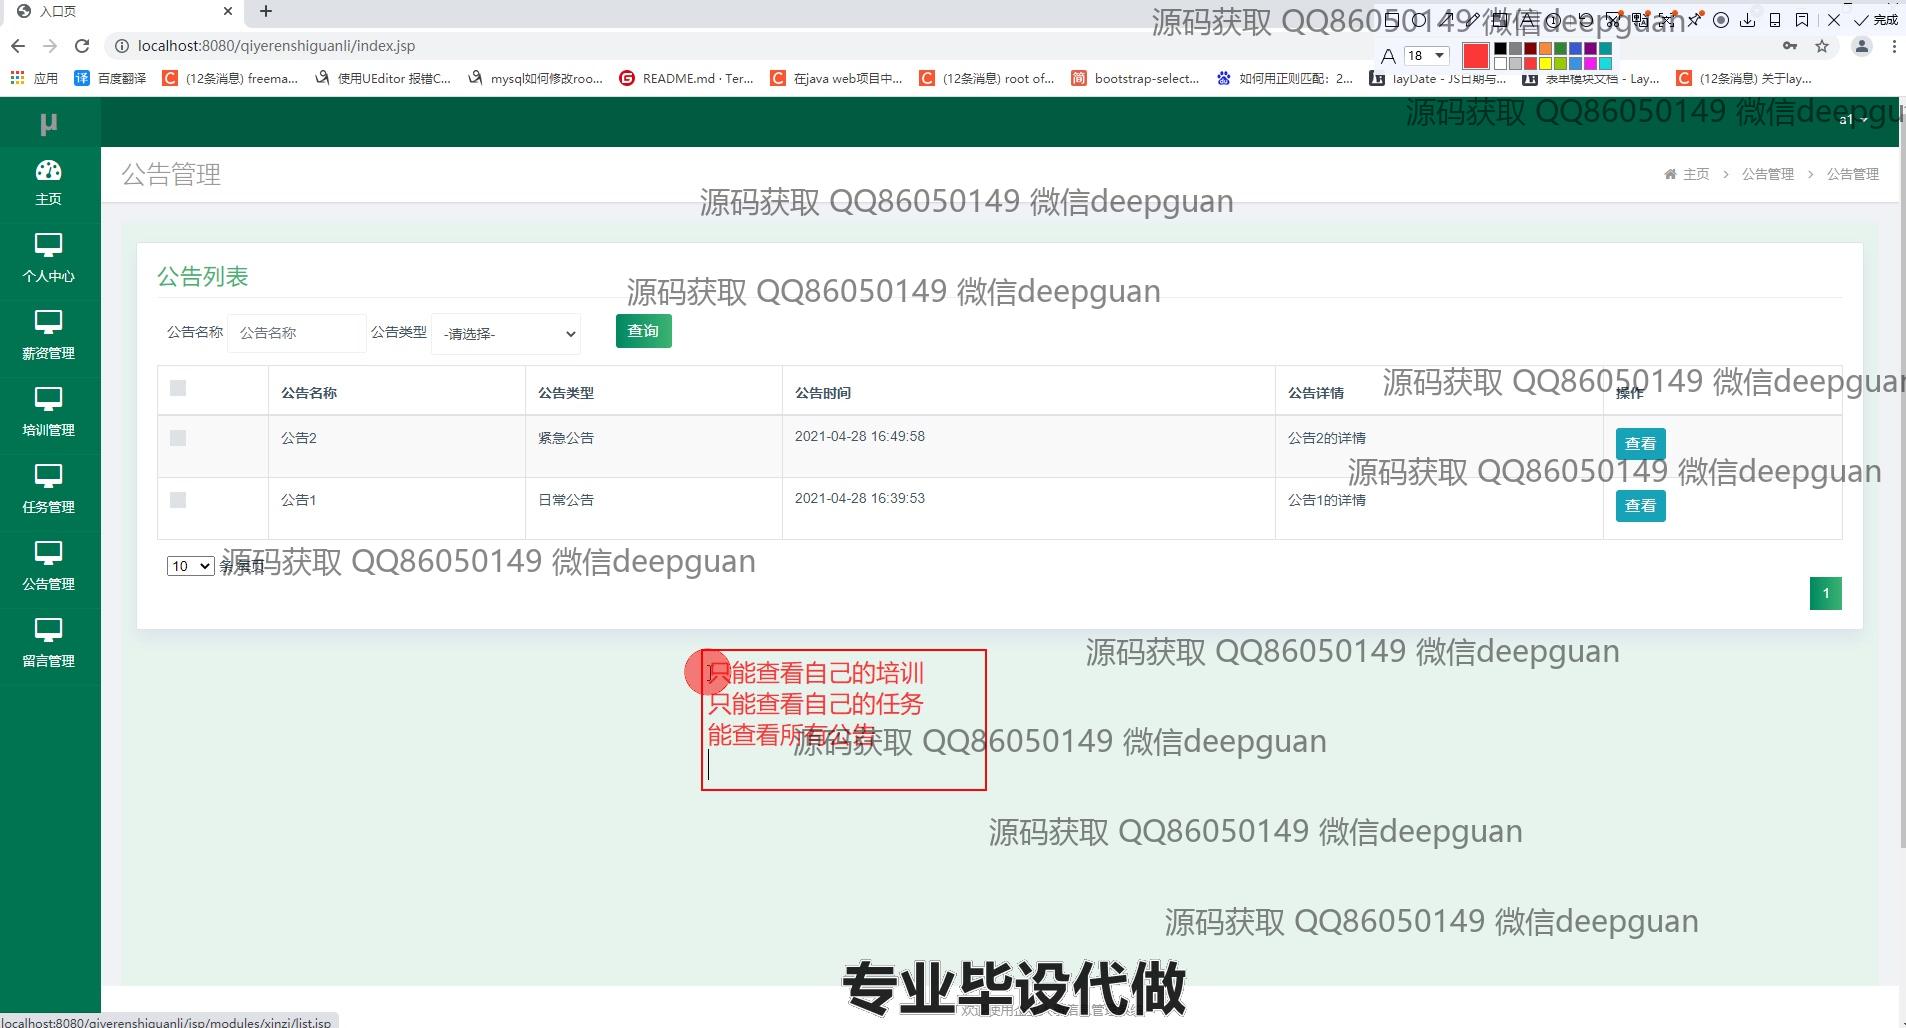 入口页
源码获取 QQ86050149 微信deepguan
完成
localhost:8080/qiyerenshiguanli/index.jsp
18
应用
百度翻译
(12条消息) freema...
使用UEditor 报错C...
mysql如何修改roo...
README.md · Ter...
在java web项目中...
(12条消息) root of...
bootstrap-select...
如何用正则匹配：2...
layDate - JS日期与...
表单模块文档 - Lay...
(12条消息) 关于lay...
μ
源码获取 QQ86050149 微信deepgu
a1
公告管理
主页 > 公告管理 > 公告管理
源码获取 QQ86050149 微信deepguan
主页
个人中心
薪资管理
培训管理
任务管理
公告管理
留言管理
公告列表
源码获取 QQ86050149 微信deepguan
公告名称 公告名称 公告类型 -请选择- 查询
源码获取 QQ86050149 微信deepguan
公告名称 公告类型 公告时间 公告详情 操作
公告2 紧急公告 2021-04-28 16:49:58 公告2的详情 查看
源码获取 QQ86050149 微信deepguan
公告1 日常公告 2021-04-28 16:39:53 公告1的详情 查看
10
源码获取 QQ86050149 微信deepguan
1
源码获取 QQ86050149 微信deepguan
只能查看自己的培训
只能查看自己的任务
能查看所有公告
源码获取 QQ86050149 微信deepguan
源码获取 QQ86050149 微信deepguan
源码获取 QQ86050149 微信deepguan
专业毕设代做
localhost:8080/qiyerenshiguanli/jsp/modules/xinzi/list.jsp